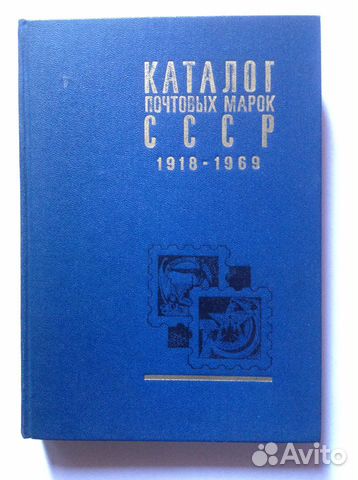 КАТАЛОГ
ПОЧТОВЫХ МАРОК
СССР
1918-1969
Avito